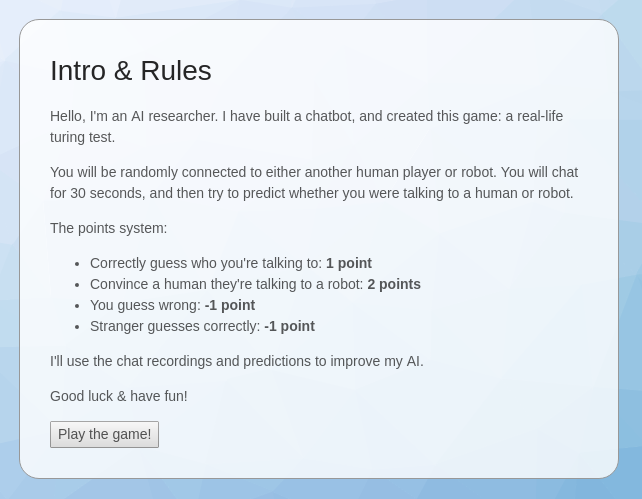 Intro & Rules
Hello, I'm an AI researcher. I have built a chatbot, and created this game: a real-life
turing test.
You will be randomly connected to either another human player or robot. You will chat
for 30 seconds, and then try to predict whether you were talking to a human or robot.
The points system:
• Correctly guess who you're talking to: 1 point
• Convince a human they're talking to a robot: 2 points
• You guess wrong: -1 point
• Stranger guesses correctly: -1 point
I'll use the chat recordings and predictions to improve my AI.
Good luck & have fun!
Play the game!